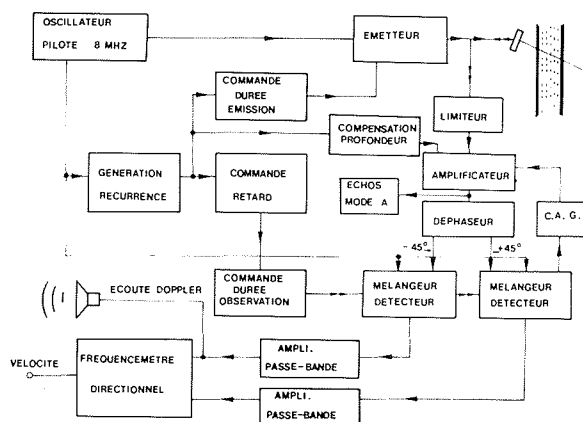 OSCILLATEUR
PILOTE 8 MHZ
EMETTEUR
COMMANDE
DUREE
EMISSION
LIMITEUR
COMPENSATION
PROFONDEUR
GENERATION
RECURRENCE
COMMANDE
RETARD
AMPLIFICATEUR
ECHOS
MODE A
DEPHASEUR
C.A.G.
- 45°
+45°
COMMANDE
DUREE
OBSERVATION
MELANGEUR
DETECTEUR
MELANGEUR
DETECTEUR
ECOUTE DOPPLER
VELOCITE
FREQUENCEMETRE
DIRECTIONNEL
AMPLI.
PASSE-BANDE
AMPLI.
PASSE-BANDE